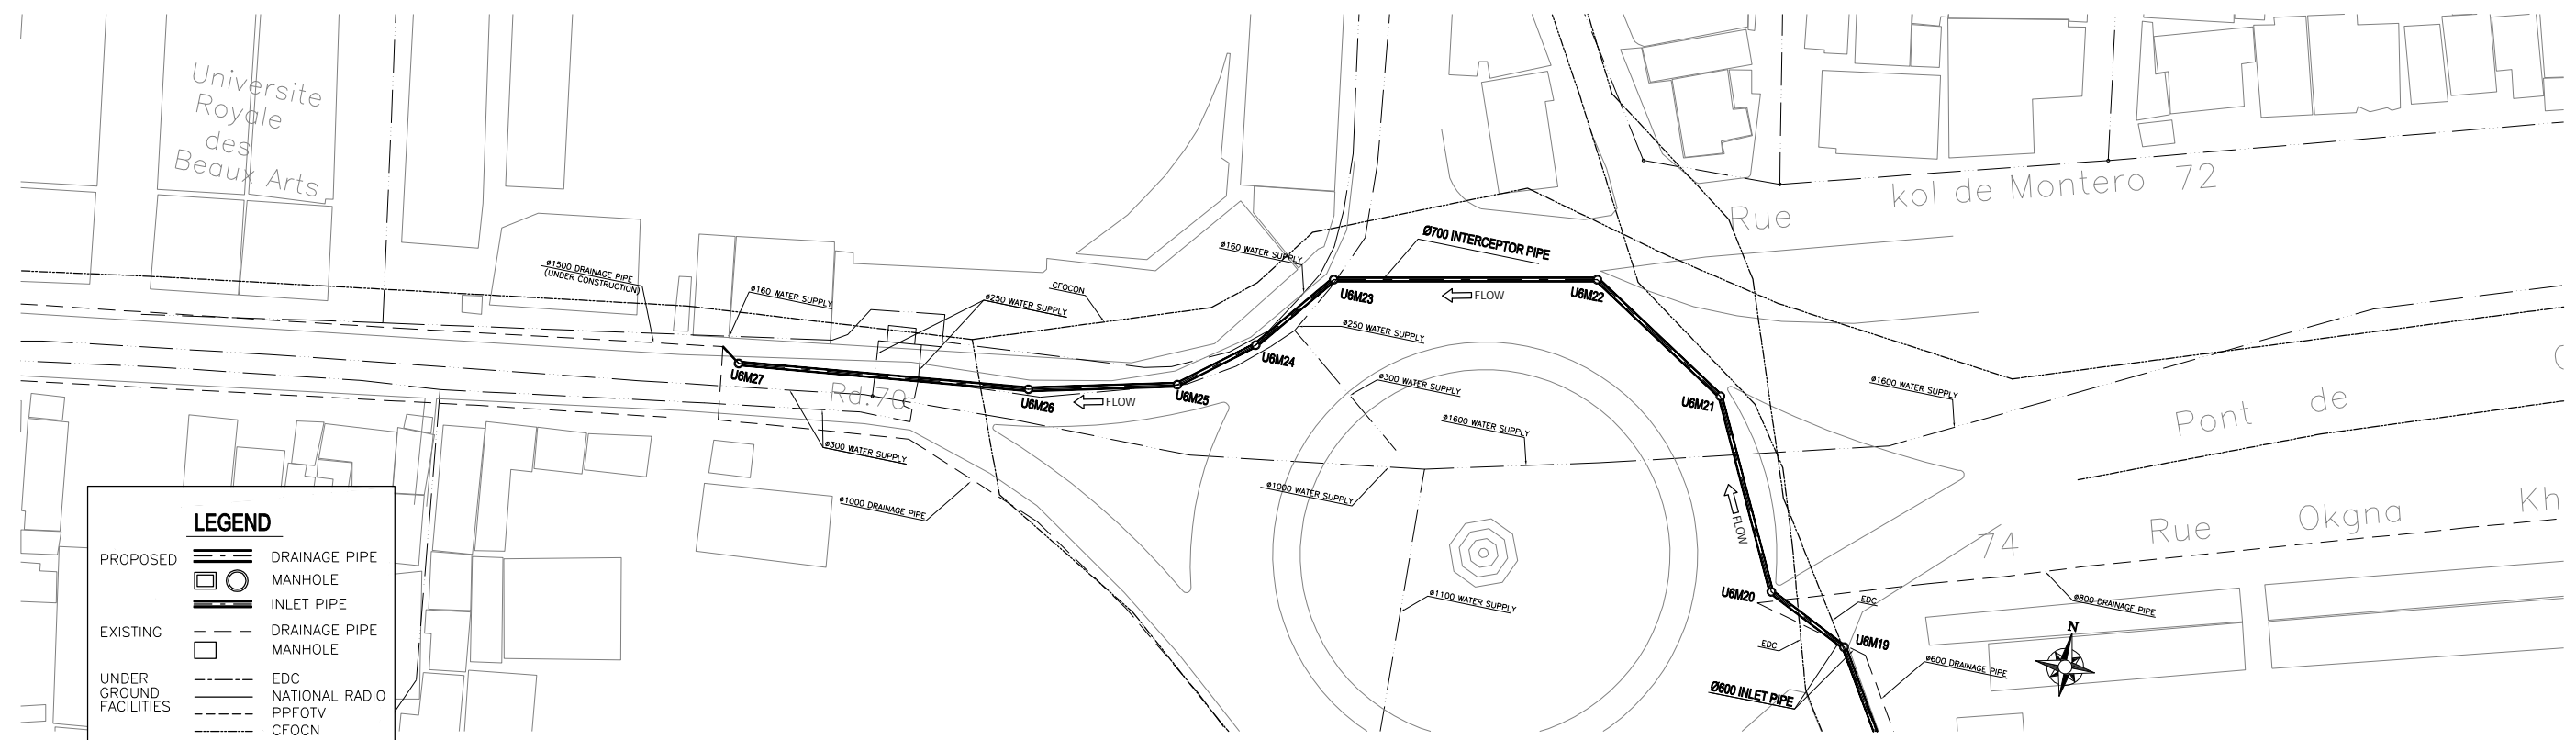 Universite
Royale
des
Beaux Arts
ø1500 DRAINAGE PIPE
(UNDER CONSTRUCTION)
ø160 WATER SUPPLY
ø250 WATER SUPPLY
CFOCON
ø160 WATER SUPPLY
Ø700 INTERCEPTOR PIPE
Rue kol de Montero 72
U6M23
FLOW
U6M22
ø250 WATER SUPPLY
U6M24
U6M27
Rd.70
U6M26
FLOW
U6M25
ø300 WATER SUPPLY
ø1600 WATER SUPPLY
U6M21
ø1600 WATER SUPPLY
Pont de
ø300 WATER SUPPLY
ø1000 DRAINAGE PIPE
ø1000 WATER SUPPLY
FLOW
74 Rue Okgna Kh
ø1100 WATER SUPPLY
U6M20
EDC
ø800 DRAINAGE PIPE
EDC
U6M19
N
ø600 DRAINAGE PIPE
Ø600 INLET PIPE
LEGEND
PROPOSED DRAINAGE PIPE
MANHOLE
INLET PIPE
EXISTING DRAINAGE PIPE
MANHOLE
UNDER EDC
GROUND NATIONAL RADIO
FACILITIES PPFOTV
CFOCN